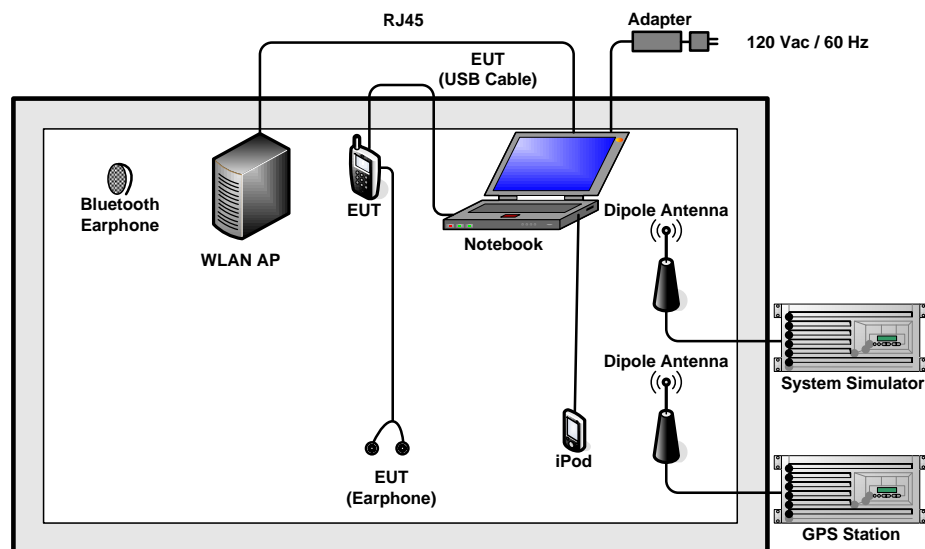 RJ45
Adapter
120 Vac / 60 Hz
EUT
(USB Cable)
Bluetooth
Earphone
WLAN AP
EUT
Notebook
Dipole Antenna
System Simulator
Dipole Antenna
EUT
(Earphone)
iPod
GPS Station